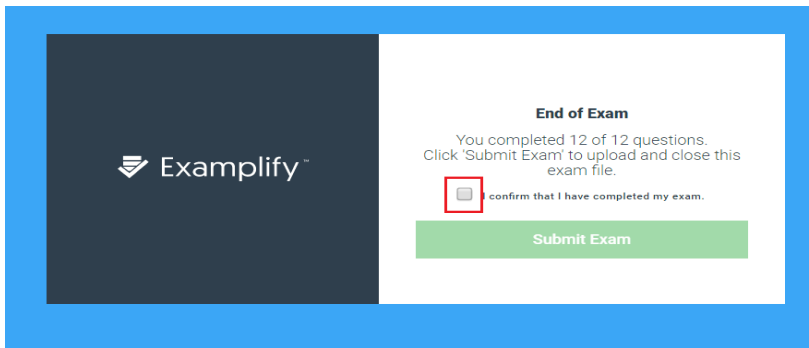 Examplify™
End of Exam
You completed 12 of 12 questions.
Click 'Submit Exam' to upload and close this
exam file.
I confirm that I have completed my exam.
Submit Exam